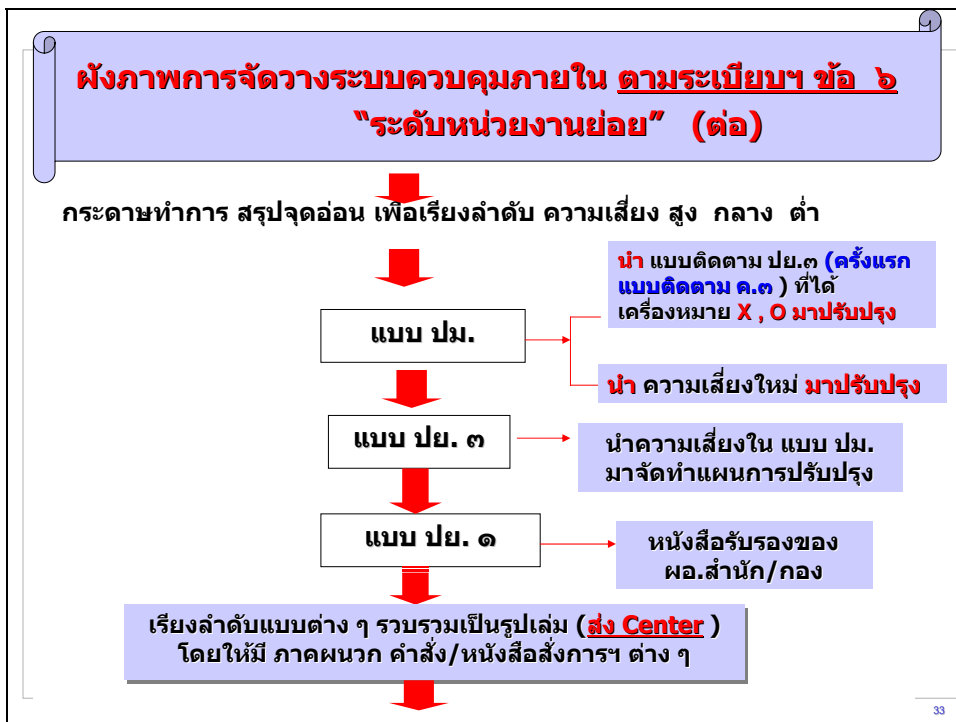 ผังภาพการจัดวางระบบควบคุมภายใน ตามระเบียบฯ ข้อ ๖
“ระดับหน่วยงานย่อย” (ต่อ)
กระดาษทำการ สรุปจุดอ่อน เพื่อเรียงลำดับ ความเสี่ยง สูง กลาง ต่ำ
นำ แบบติดตาม ปย.๓ (ครั้งแรก
แบบติดตาม ค.๓ ) ที่ได้
เครื่องหมาย X , O มาปรับปรุง
แบบ ปม.
นำ ความเสี่ยงใหม่ มาปรับปรุง
แบบ ปย. ๓
นำความเสี่ยงใน แบบ ปม.
มาจัดทำแผนการปรับปรุง
แบบ ปย. ๑
หนังสือรับรองของ
ผอ.สำนัก/กอง
เรียงลำดับแบบต่าง ๆ รวบรวมเป็นรูปเล่ม (ส่ง Center )
โดยให้มี ภาคผนวก คำสั่ง/หนังสือสั่งการฯ ต่าง ๆ
33